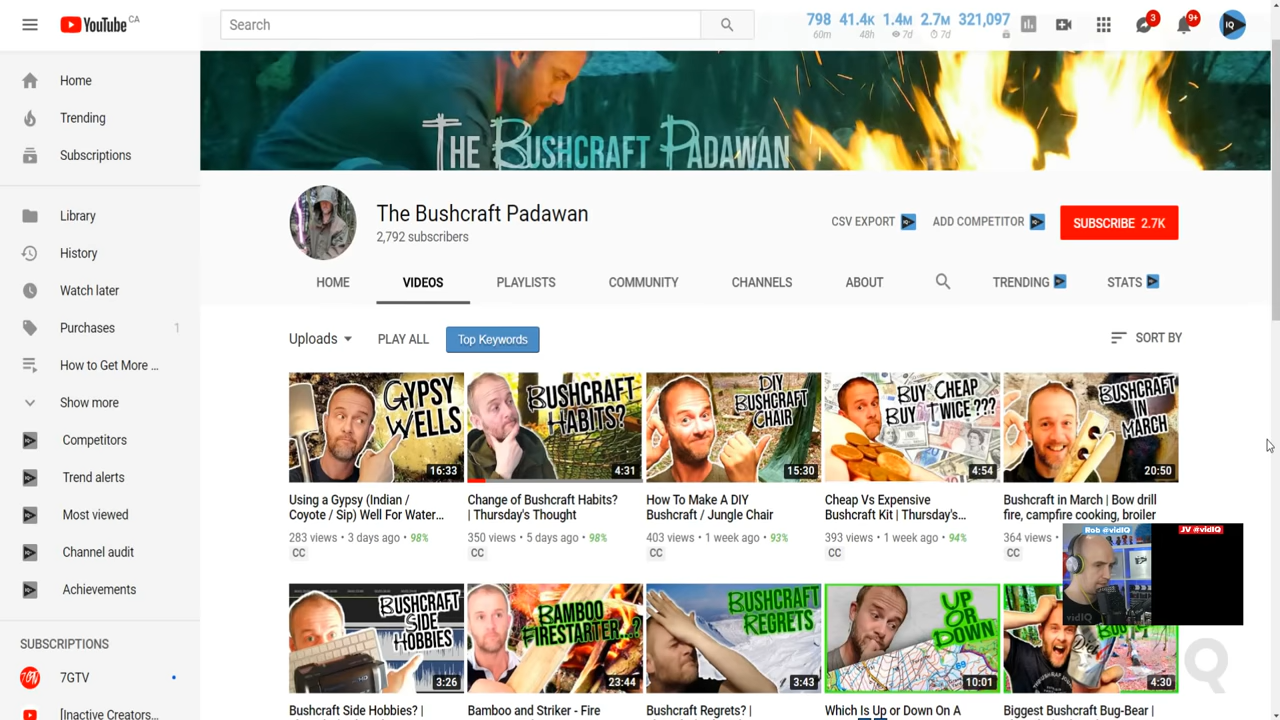 YouTube CA
Search
798 41.4K 1.4M 2.7M 321,097
60m 48h 7d 7d
3
9+
IQ
Home
Trending
Subscriptions
Library
History
Watch later
Purchases 1
How to Get More ...
Show more
Competitors
Trend alerts
Most viewed
Channel audit
Achievements
SUBSCRIPTIONS
7GTV
[Inactive Creators...
THE BUSHCRAFT PADAWAN
The Bushcraft Padawan
2,792 subscribers
CSV EXPORT
ADD COMPETITOR
SUBSCRIBE 2.7K
HOME
VIDEOS
PLAYLISTS
COMMUNITY
CHANNELS
ABOUT
TRENDING
STATS
Uploads
PLAY ALL
Top Keywords
SORT BY
GYPSY
WELLS
16:33
Using a Gypsy (Indian /
Coyote / Sip) Well For Water...
283 views • 3 days ago • 98%
CC
BUSHCRAFT
HABITS?
4:31
Change of Bushcraft Habits?
| Thursday's Thought
350 views • 5 days ago • 98%
CC
DIY
BUSHCRAFT
CHAIR
15:30
How To Make A DIY
Bushcraft / Jungle Chair
403 views • 1 week ago • 93%
CC
BUY CHEAP
BUY TWICE ???
4:54
Cheap Vs Expensive
Bushcraft Kit | Thursday's...
393 views • 1 week ago • 94%
CC
BUSHCRAFT
IN
MARCH
20:50
Bushcraft in March | Bow drill
fire, campfire cooking, broiler
364 views •
CC
Rob @vidIQ
JV @vidIQ
vidIQ
BUSHCRAFT
SIDE
HOBBIES
3:26
Bushcraft Side Hobbies? |
BAMBOO
FIRESTARTER...?
23:44
Bamboo and Striker - Fire
BUSHCRAFT
REGRETS
3:43
Bushcraft Regrets? |
UP
OR
DOWN
10:01
Which Is Up or Down On A
4:30
Biggest Bushcraft Bug-Bear |